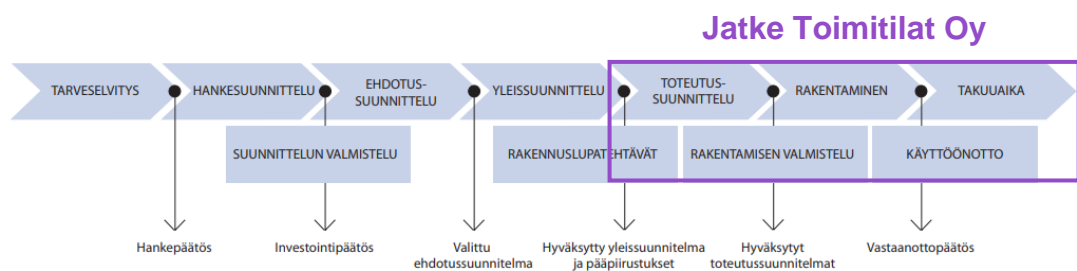 Jatke Toimitilat Oy
TARVESELVITYS
HANKESUUNNITTELU
EHDOTUS-
SUUNNITTELU
YLEISSUUNNITTELU
TOTEUTUS-
SUUNNITTELU
RAKENTAMINEN
TAKUUAIKA
SUUNNITTELUN VALMISTELU
RAKENNUSLUPATEHTÄVÄT
RAKENTAMISEN VALMISTELU
KÄYTTÖÖNOTTO
Hankepäätös
Investointipäätös
Valittu
ehdotussuunnitelma
Hyväksytty yleissuunnitelma
ja pääpiirustukset
Hyväksytyt
toteutussuunnitelmat
Vastaanottopäätös